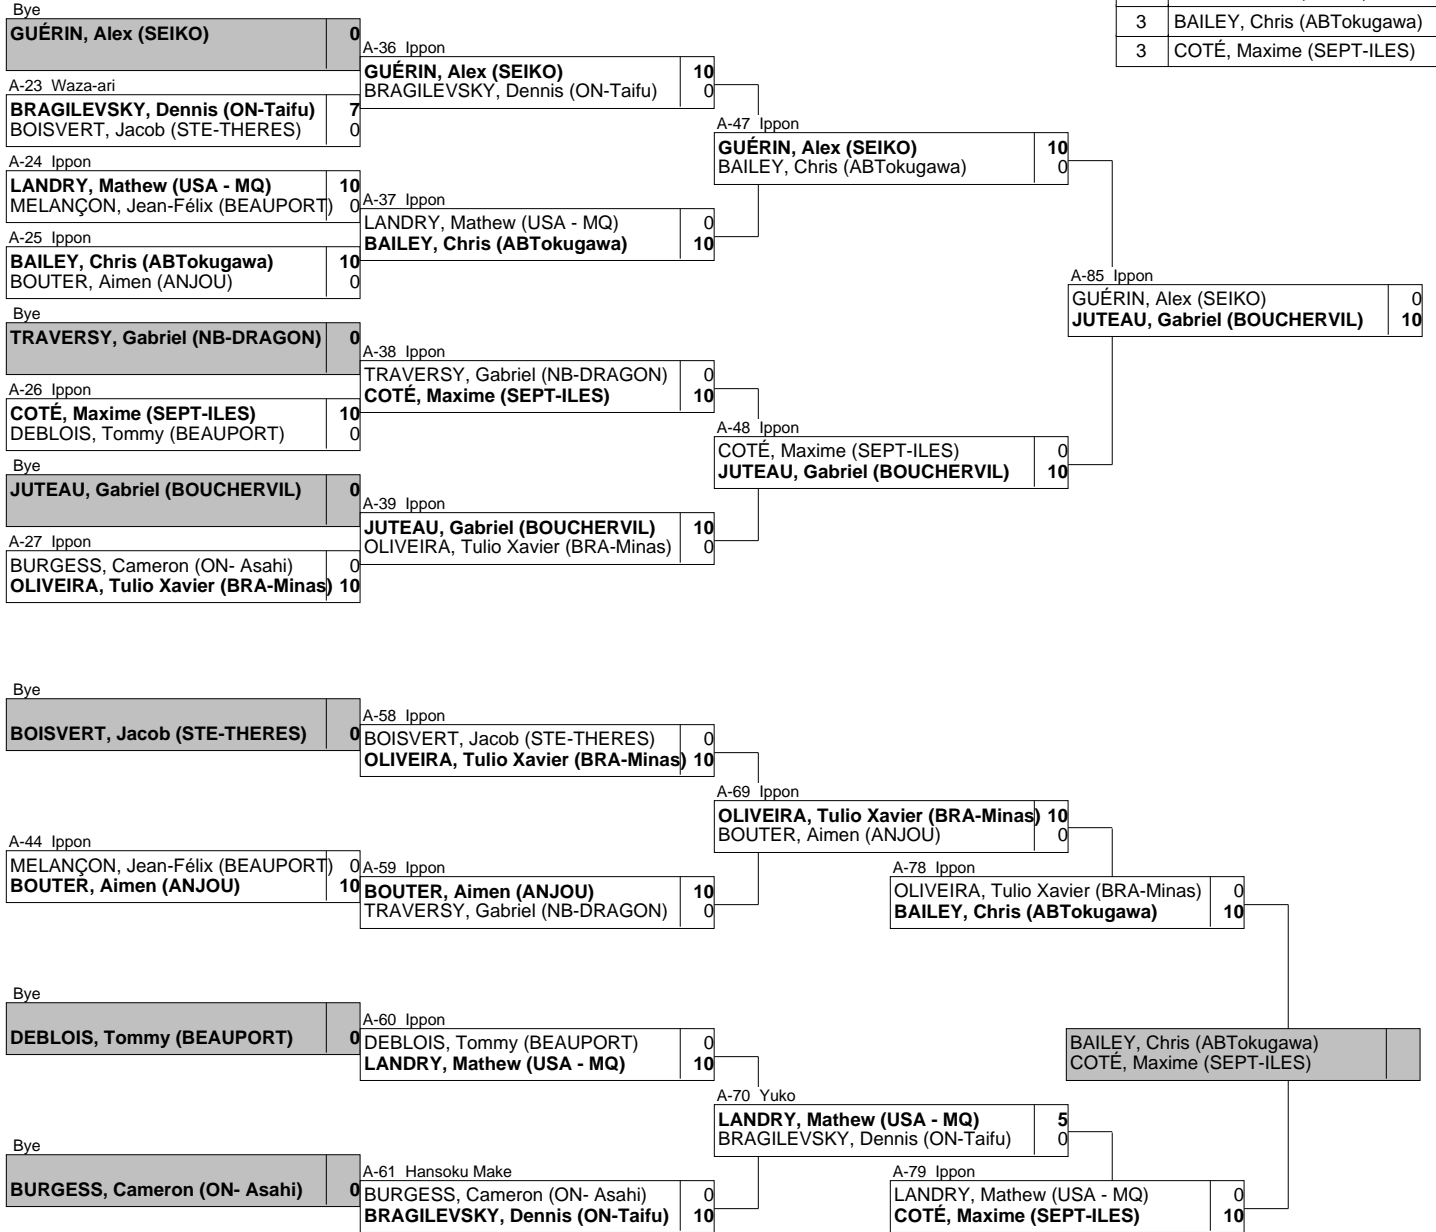 3 BAILEY, Chris (ABTokugawa)
3 COTÉ, Maxime (SEPT-ILES)
Bye
GUÉRIN, Alex (SEIKO) 0
A-23 Waza-ari
BRAGILEVSKY, Dennis (ON-Taifu) 7
BOISVERT, Jacob (STE-THERES) 0
A-24 Ippon
LANDRY, Mathew (USA - MQ) 10
MELANÇON, Jean-Félix (BEAUPORT) 0
A-25 Ippon
BAILEY, Chris (ABTokugawa) 10
BOUTER, Aimen (ANJOU) 0
Bye
TRAVERSY, Gabriel (NB-DRAGON) 0
A-26 Ippon
COTÉ, Maxime (SEPT-ILES) 10
DEBLOIS, Tommy (BEAUPORT) 0
Bye
JUTEAU, Gabriel (BOUCHERVIL) 0
A-27 Ippon
BURGESS, Cameron (ON- Asahi) 0
OLIVEIRA, Tulio Xavier (BRA-Minas) 10
A-36 Ippon
GUÉRIN, Alex (SEIKO) 10
BRAGILEVSKY, Dennis (ON-Taifu) 0
A-37 Ippon
LANDRY, Mathew (USA - MQ) 0
BAILEY, Chris (ABTokugawa) 10
A-38 Ippon
TRAVERSY, Gabriel (NB-DRAGON) 0
COTÉ, Maxime (SEPT-ILES) 10
A-39 Ippon
JUTEAU, Gabriel (BOUCHERVIL) 10
OLIVEIRA, Tulio Xavier (BRA-Minas) 0
A-47 Ippon
GUÉRIN, Alex (SEIKO) 10
BAILEY, Chris (ABTokugawa) 0
A-48 Ippon
COTÉ, Maxime (SEPT-ILES) 0
JUTEAU, Gabriel (BOUCHERVIL) 10
A-85 Ippon
GUÉRIN, Alex (SEIKO) 0
JUTEAU, Gabriel (BOUCHERVIL) 10
Bye
BOISVERT, Jacob (STE-THERES) 0
A-44 Ippon
MELANÇON, Jean-Félix (BEAUPORT) 0
BOUTER, Aimen (ANJOU) 10
Bye
DEBLOIS, Tommy (BEAUPORT) 0
Bye
BURGESS, Cameron (ON- Asahi) 0
A-58 Ippon
BOISVERT, Jacob (STE-THERES) 0
OLIVEIRA, Tulio Xavier (BRA-Minas) 10
A-59 Ippon
BOUTER, Aimen (ANJOU) 10
TRAVERSY, Gabriel (NB-DRAGON) 0
A-60 Ippon
DEBLOIS, Tommy (BEAUPORT) 0
LANDRY, Mathew (USA - MQ) 10
A-61 Hansoku Make
BURGESS, Cameron (ON- Asahi) 0
BRAGILEVSKY, Dennis (ON-Taifu) 10
A-69 Ippon
OLIVEIRA, Tulio Xavier (BRA-Minas) 10
BOUTER, Aimen (ANJOU) 0
A-70 Yuko
LANDRY, Mathew (USA - MQ) 5
BRAGILEVSKY, Dennis (ON-Taifu) 0
A-78 Ippon
OLIVEIRA, Tulio Xavier (BRA-Minas) 0
BAILEY, Chris (ABTokugawa) 10
A-79 Ippon
LANDRY, Mathew (USA - MQ) 0
COTÉ, Maxime (SEPT-ILES) 10
BAILEY, Chris (ABTokugawa)
COTÉ, Maxime (SEPT-ILES)